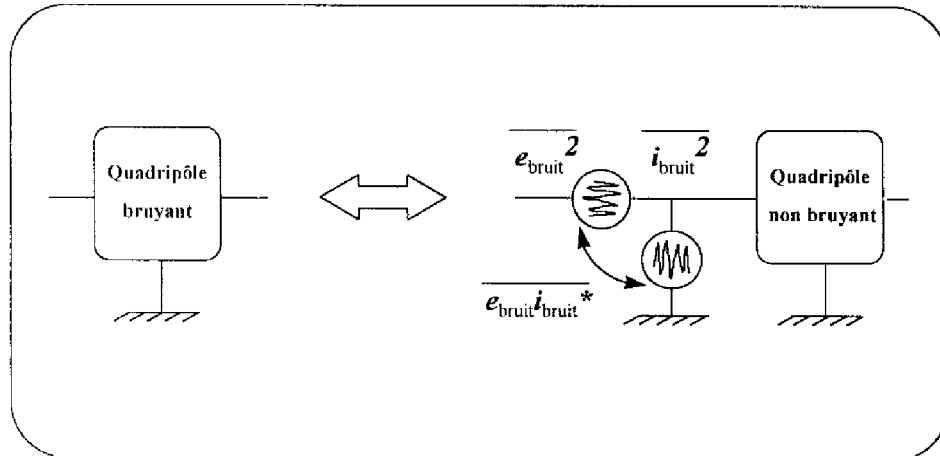 Quadripôle
bruyant
e_bruit²
i_bruit²
e_bruit i_bruit*
Quadripôle
non bruyant